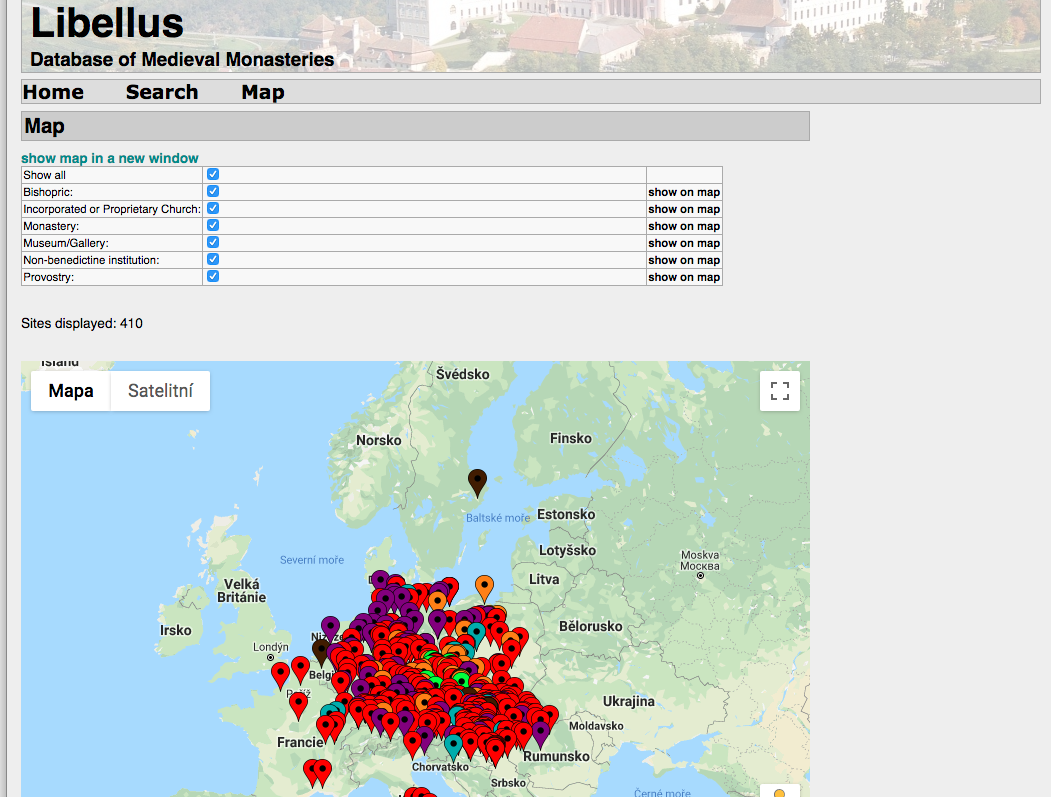 Libellus
Database of Medieval Monasteries
Home Search Map
Map
show map in a new window
Show all
Bishopric: show on map
Incorporated or Proprietary Church: show on map
Monastery: show on map
Museum/Gallery: show on map
Non-benedictine institution: show on map
Provostry: show on map
Sites displayed: 410
Island
Mapa Satelitní
Švédsko
Norsko
Finsko
Baltské moře
Estonsko
Severní moře
Lotyšsko
Moskva
Москва
Litva
Velká
Británie
Irsko
Bělorusko
Londýn
Belgi
Ukrajina
Moldavsko
Francie
Rumunsko
Chorvatsko
Srbsko
Černé moře